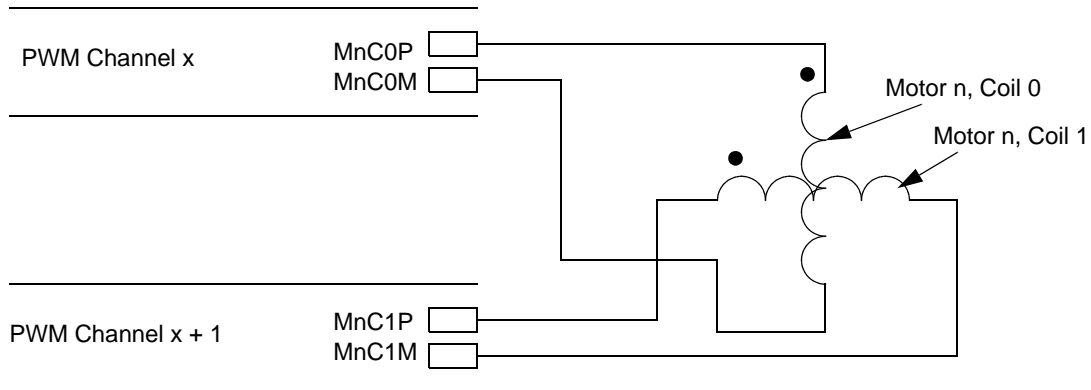 PWM Channel x
MnC0P
MnC0M
Motor n, Coil 0
Motor n, Coil 1
PWM Channel x + 1
MnC1P
MnC1M